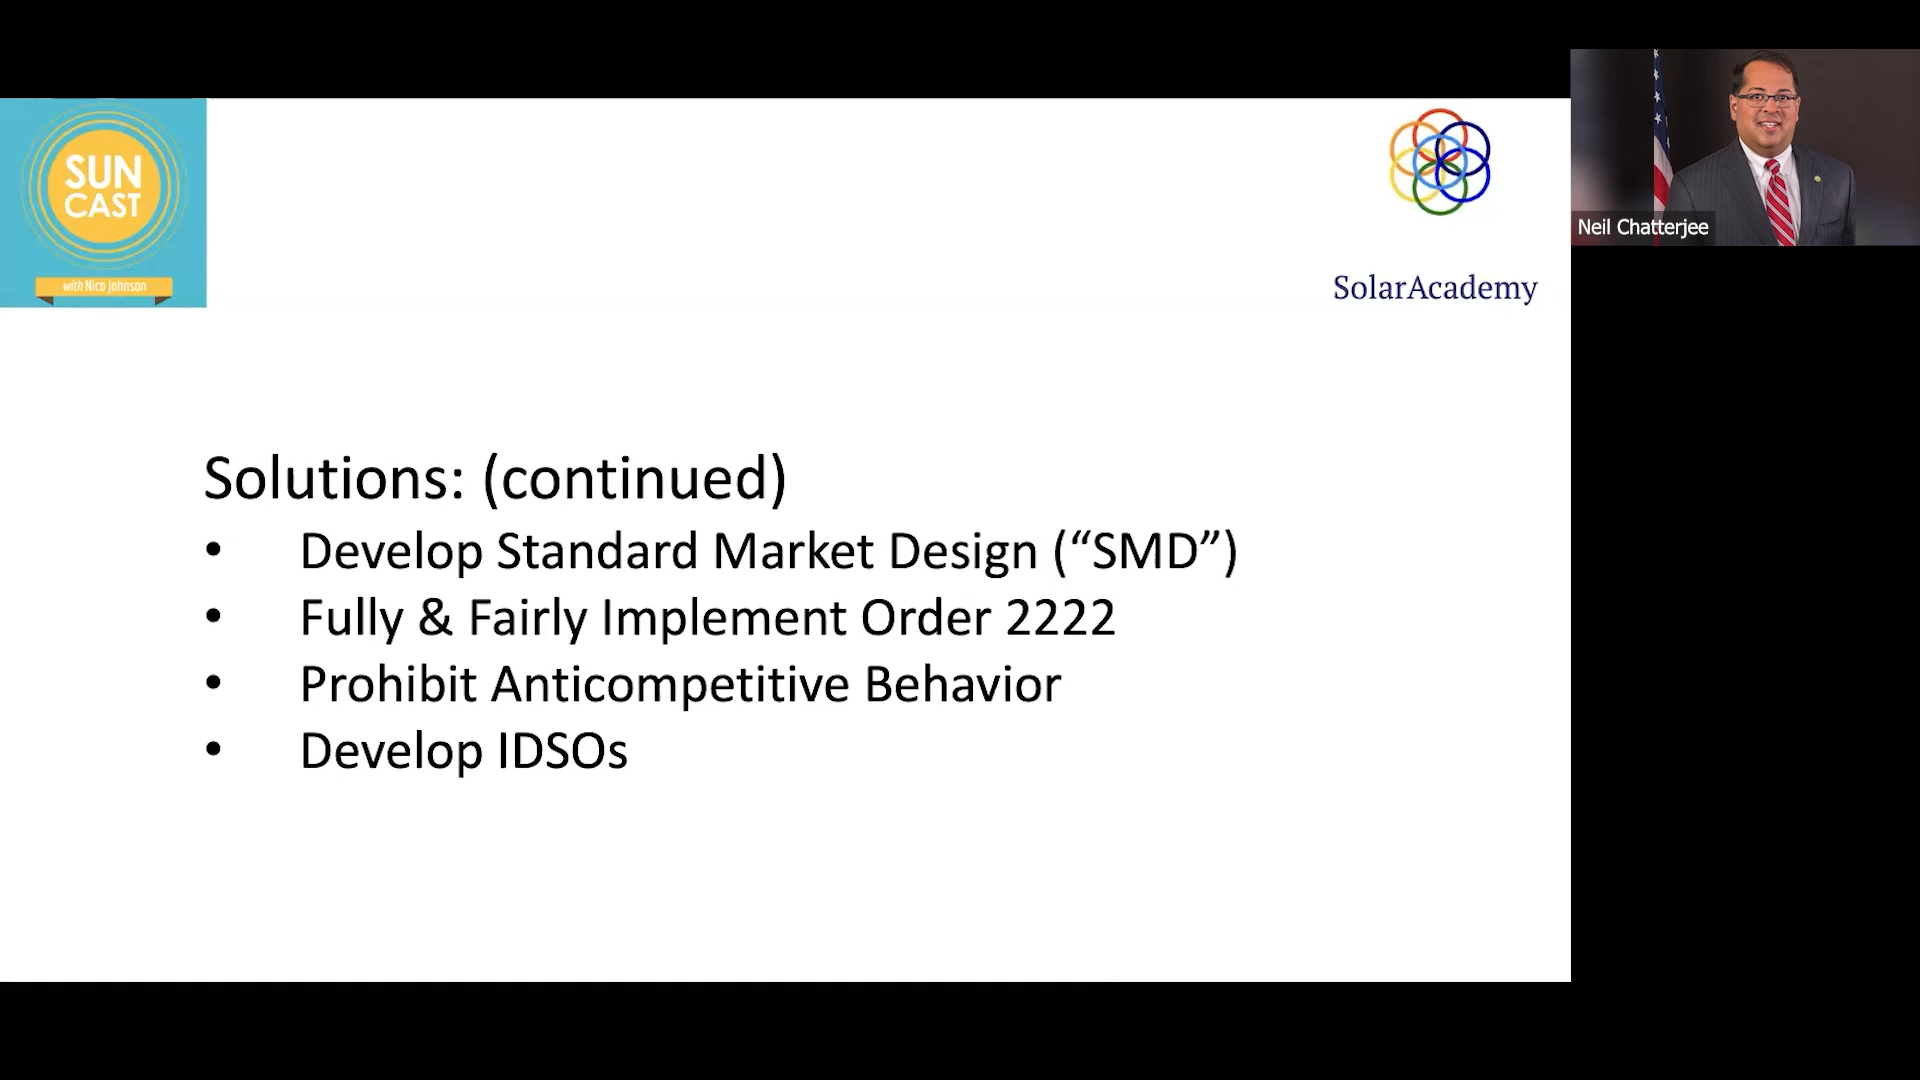 SUN
CAST
with Nico Johnson
SolarAcademy
Neil Chatterjee
Solutions: (continued)
• Develop Standard Market Design (“SMD”)
• Fully & Fairly Implement Order 2222
• Prohibit Anticompetitive Behavior
• Develop IDSOs